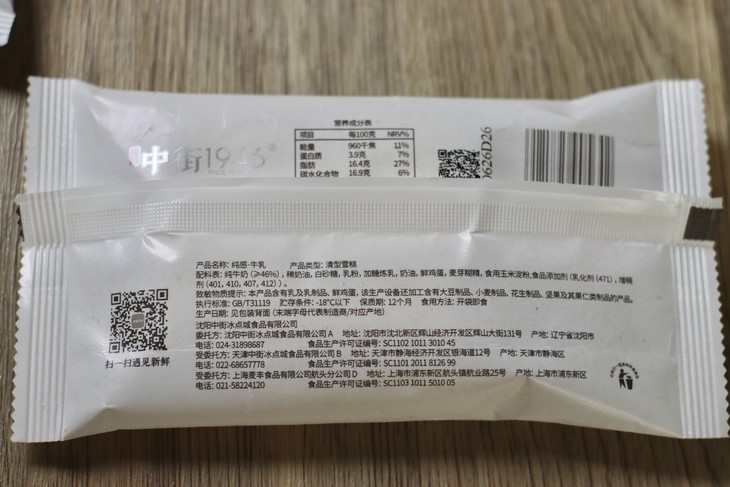 中街1946®
营养成分表
项目 每100克 NRV%
能量 960千焦 11%
蛋白质 3.9克 7%
脂肪 16.4克 27%
碳水化合物 16.9克 6%
0626D26
产品名称: 纯感·牛乳 产品类型: 清型雪糕
配料表: 纯牛奶 (≥46%) , 稀奶油, 白砂糖, 乳粉, 加糖炼乳, 奶油, 鲜鸡蛋, 麦芽糊精, 食用玉米淀粉,食品添加剂 (乳化剂 (471) , 增稠
剂 (401, 410, 407, 412) ) 。
致敏物质提示: 本产品含有乳及乳制品、鲜鸡蛋, 该生产设备还加工含有大豆制品、小麦制品、花生制品、坚果及其果仁类制品的产品。
执行标准: GB/T31119 贮存条件: -18°C以下 保质期: 12个月 食用方法: 开袋即食
生产日期: 见包装背面 (末端字母代表制造商/对应产地)
沈阳中街冰点城食品有限公司
委托方: 沈阳中街冰点城食品有限公司 A 地址: 沈阳市沈北新区辉山经济开发区辉山大街131号 产地: 辽宁省沈阳市
电话: 024-31898687 食品生产许可证编号: SC1102 1011 3010 45
受委托方: 天津中街冰点城食品有限公司 B 地址: 天津市静海经济开发区银海道12号 产地: 天津市静海区
电话: 022-68657778 食品生产许可证编号: SC1101 2011 8126 99
受委托方: 上海麦丰食品有限公司航头分公司 D 地址: 上海市浦东新区航头镇航业路25号 产地: 上海市浦东新区
电话: 021-58224120 食品生产许可证编号: SC1103 1011 5010 05
扫一扫遇见新鲜